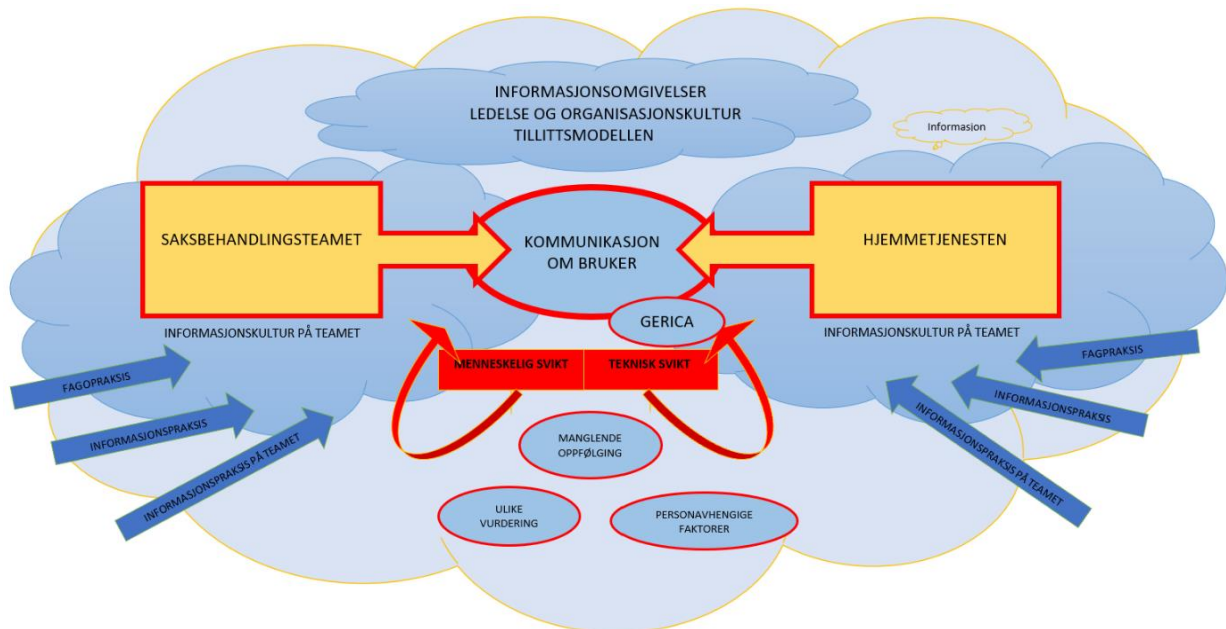 INFORMASJONSOMGIVELSER
LEDELSE OG ORGANISASJONSKULTUR
TILLITTSMODELLEN
Informasjon
SAKSBEHANDLINGSTEAMET
KOMMUNIKASJON
OM BRUKER
HJEMMETJENESTEN
GERICA
INFORMASJONSKULTUR PÅ TEAMET
INFORMASJONSKULTUR PÅ TEAMET
MENNESKELIG SVIKT
TEKNISK SVIKT
FAGOPRAKSIS
INFORMASJONSPRAKSIS
INFORMASJONSPRAKSIS PÅ TEAMET
FAGPRAKSIS
INFORMASJONSPRAKSIS
INFORMASJONSPRAKSIS PÅ TEAMET
MANGLENDE
OPPFØLGING
ULIKE
VURDERING
PERSONAVHENGIGE
FAKTORER